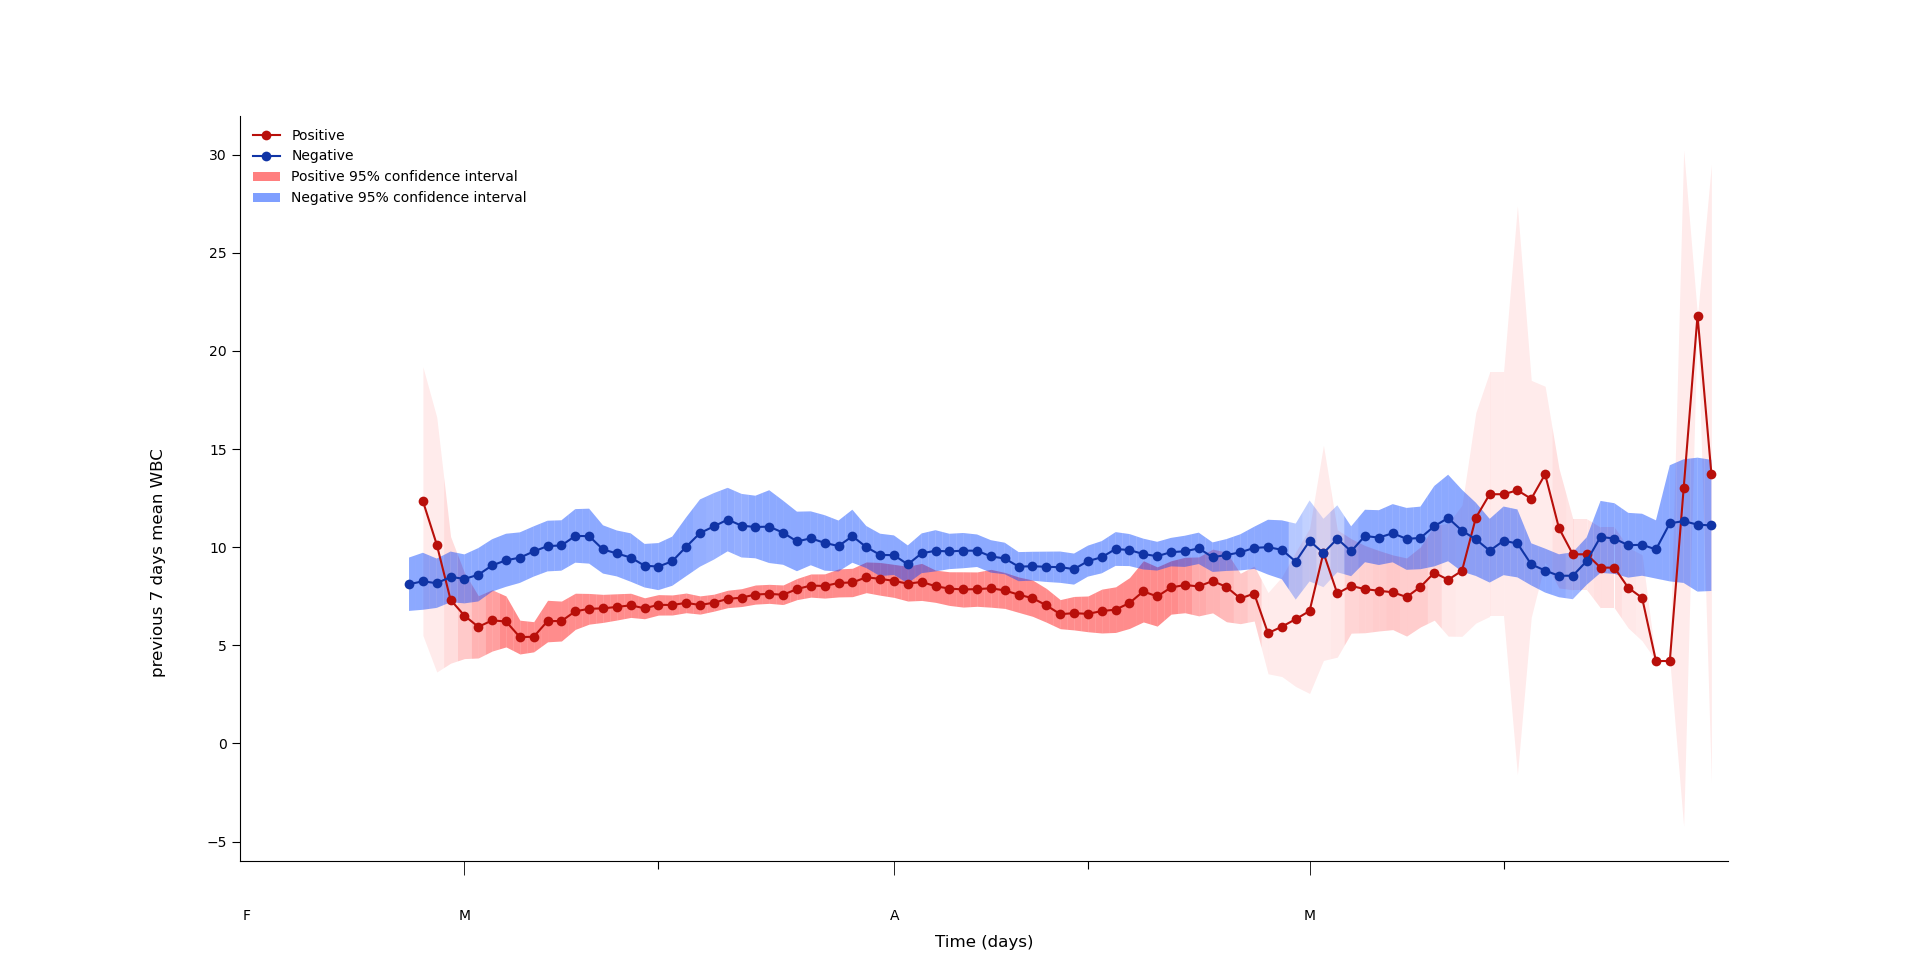 Positive
Negative
Positive 95% confidence interval
Negative 95% confidence interval
30
25
20
15
10
5
0
−5
previous 7 days mean WBC
F M A M
Time (days)